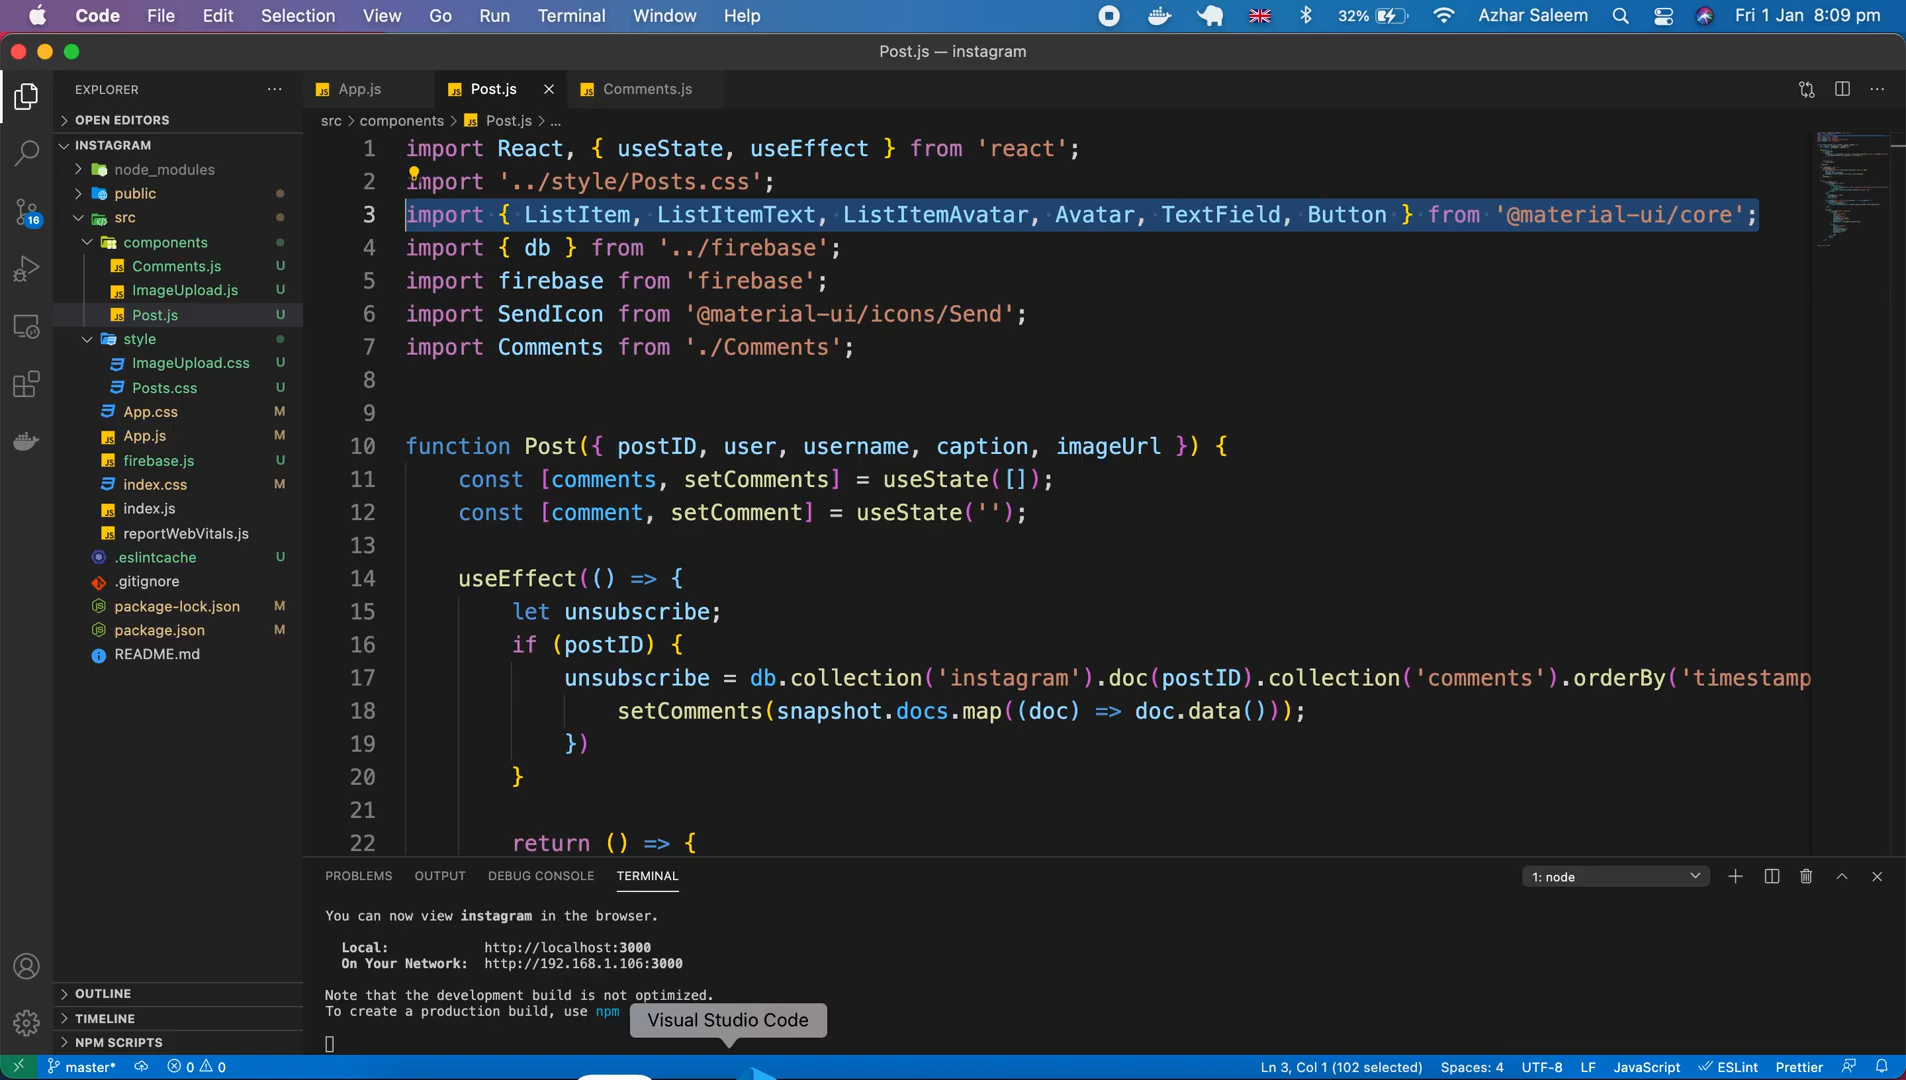 Code File Edit Selection View Go Run Terminal Window Help 32% Azhar Saleem Fri 1 Jan 8:09 pm
Post.js — instagram
EXPLORER
OPEN EDITORS
INSTAGRAM
node_modules
public
src
components
Comments.js U
ImageUpload.js U
Post.js U
style
ImageUpload.css U
Posts.css U
App.css M
App.js M
firebase.js U
index.css M
index.js
reportWebVitals.js
.eslintcache U
.gitignore
package-lock.json M
package.json M
README.md
OUTLINE
TIMELINE
NPM SCRIPTS
16
App.js Post.js Comments.js
src > components > Post.js > ...
1 import React, { useState, useEffect } from 'react';
2 import '../style/Posts.css';
3 import { ListItem, ListItemText, ListItemAvatar, Avatar, TextField, Button } from '@material-ui/core';
4 import { db } from '../firebase';
5 import firebase from 'firebase';
6 import SendIcon from '@material-ui/icons/Send';
7 import Comments from './Comments';
8
9
10 function Post({ postID, user, username, caption, imageUrl }) {
11 const [comments, setComments] = useState([]);
12 const [comment, setComment] = useState('');
13
14 useEffect(() => {
15 let unsubscribe;
16 if (postID) {
17 unsubscribe = db.collection('instagram').doc(postID).collection('comments').orderBy('timestamp
18 setComments(snapshot.docs.map((doc) => doc.data()));
19 })
20 }
21
22 return () => {
PROBLEMS OUTPUT DEBUG CONSOLE TERMINAL 1: node
You can now view instagram in the browser.
Local: http://localhost:3000
On Your Network: http://192.168.1.106:3000
Note that the development build is not optimized.
To create a production build, use npm
Visual Studio Code
master* 0 0 Ln 3, Col 1 (102 selected) Spaces: 4 UTF-8 LF JavaScript ESLint Prettier